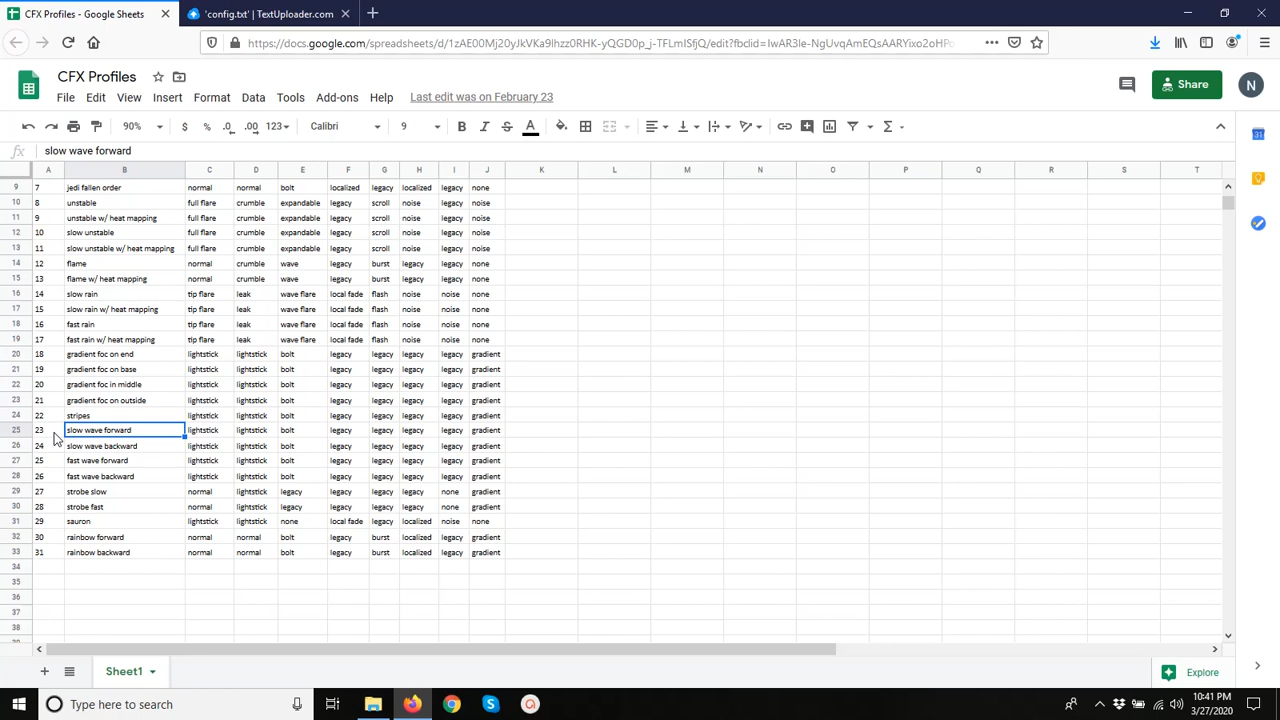 CFX Profiles - Google Sheets
'config.txt' | TextUploader.com
https://docs.google.com/spreadsheets/d/1zAE00Mj20yJkVKa9lhzz0RHK-yQGD0p_j-TFLmISfjQ/edit?fbclid=IwAR3le-NgUvqAmEQsAARYixo2oHPo
CFX Profiles
File Edit View Insert Format Data Tools Add-ons Help Last edit was on February 23
Share N
90% $ % .0 .00 123 Calibri 9 B I S A
fx slow wave forward
A B C D E F G H I J K L M N O P Q R S T
9 7 jedi fallen order normal normal bolt localized legacy localized legacy none
10 8 unstable full flare crumble expandable legacy scroll noise legacy noise
11 9 unstable w/ heat mapping full flare crumble expandable legacy scroll noise legacy noise
12 10 slow unstable full flare crumble expandable legacy scroll noise legacy noise
13 11 slow unstable w/ heat mapping full flare crumble expandable legacy scroll noise legacy noise
14 12 flame normal crumble wave legacy burst legacy legacy none
15 13 flame w/ heat mapping normal crumble wave legacy burst legacy legacy none
16 14 slow rain tip flare leak wave flare local fade flash noise noise none
17 15 slow rain w/ heat mapping tip flare leak wave flare local fade flash noise noise none
18 16 fast rain tip flare leak wave flare local fade flash noise noise none
19 17 fast rain w/ heat mapping tip flare leak wave flare local fade flash noise noise none
20 18 gradient foc on end lightstick lightstick bolt legacy legacy legacy legacy gradient
21 19 gradient foc on base lightstick lightstick bolt legacy legacy legacy legacy gradient
22 20 gradient foc in middle lightstick lightstick bolt legacy legacy legacy legacy gradient
23 21 gradient foc on outside lightstick lightstick bolt legacy legacy legacy legacy gradient
24 22 stripes lightstick lightstick bolt legacy legacy legacy legacy gradient
25 23 slow wave forward lightstick lightstick bolt legacy legacy legacy legacy gradient
26 24 slow wave backward lightstick lightstick bolt legacy legacy legacy legacy gradient
27 25 fast wave forward lightstick lightstick bolt legacy legacy legacy legacy gradient
28 26 fast wave backward lightstick lightstick bolt legacy legacy legacy legacy gradient
29 27 strobe slow normal lightstick legacy legacy legacy legacy none gradient
30 28 strobe fast normal lightstick legacy legacy legacy legacy none gradient
31 29 sauron lightstick lightstick none local fade legacy localized noise none
32 30 rainbow forward normal normal bolt legacy burst localized legacy gradient
33 31 rainbow backward normal normal bolt legacy burst localized legacy gradient
34
35
36
37
38
Sheet1 Explore
Type here to search
10:41 PM
3/27/2020